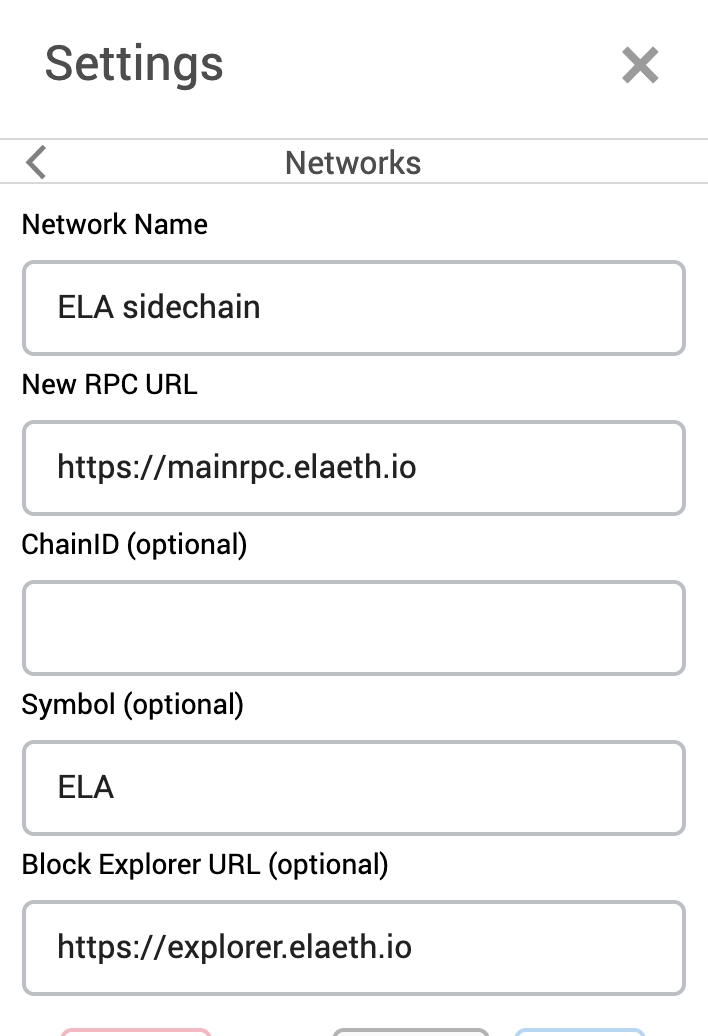 Settings
Networks
Network Name
ELA sidechain
New RPC URL
https://mainrpc.elaeth.io
ChainID (optional)
Symbol (optional)
ELA
Block Explorer URL (optional)
https://explorer.elaeth.io